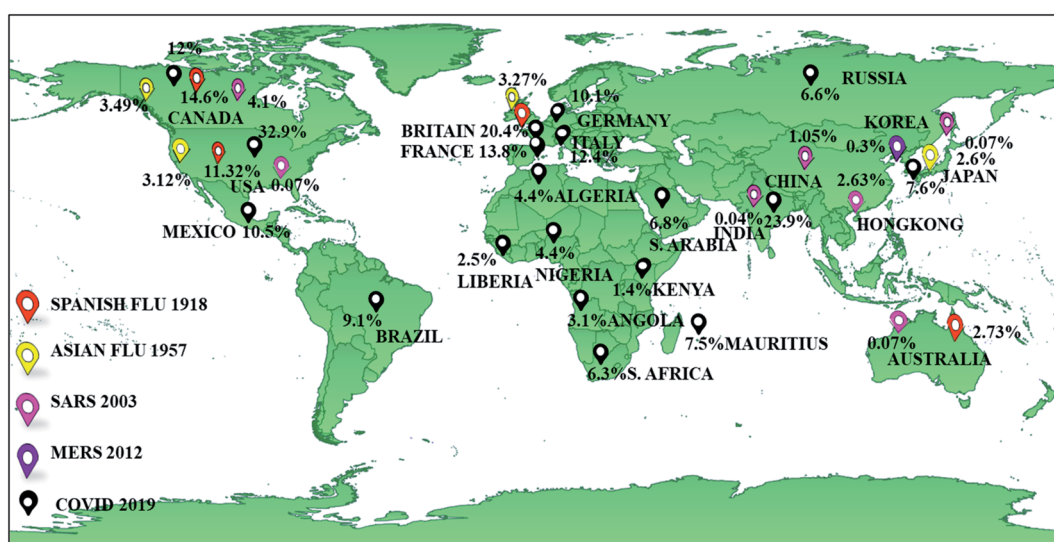 12%
3.49%
14.6%
4.1%
CANADA
32.9%
3.12%
11.32%
USA 0.07%
MEXICO 10.5%
9.1%
BRAZIL
3.27%
10.1%
GERMANY
BRITAIN 20.4%
ITALY
FRANCE 13.8%
12.4%
4.4% ALGERIA
6.8%
S. ARABIA
2.5%
LIBERIA
4.4%
NIGERIA
1.4% KENYA
3.1% ANGOLA
7.5% MAURITIUS
6.3% S. AFRICA
RUSSIA
6.6%
KOREA
1.05%
0.3%
0.07%
2.6%
JAPAN
7.6%
CHINA
2.63%
HONGKONG
0.04%
23.9%
INDIA
0.07%
2.73%
AUSTRALIA
SPANISH FLU 1918
ASIAN FLU 1957
SARS 2003
MERS 2012
COVID 2019